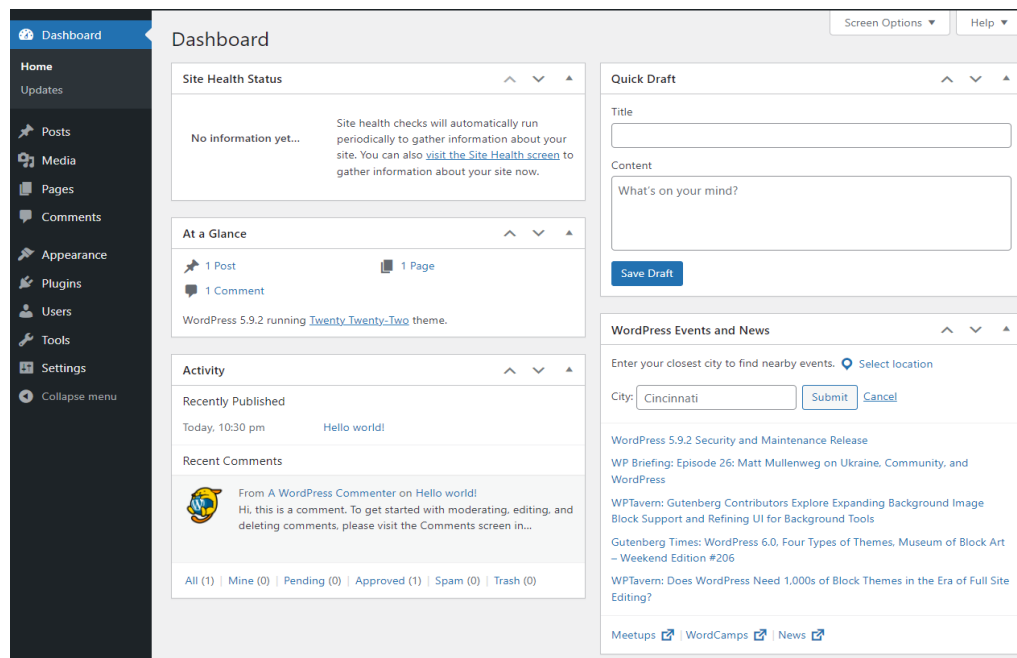 Screen Options
Help
Dashboard
Home
Updates
Posts
Media
Pages
Comments
Appearance
Plugins
Users
Tools
Settings
Collapse menu
Dashboard
Site Health Status
No information yet...
Site health checks will automatically run
periodically to gather information about your
site. You can also visit the Site Health screen to
gather information about your site now.
At a Glance
1 Post
1 Page
1 Comment
WordPress 5.9.2 running Twenty Twenty-Two theme.
Activity
Recently Published
Today, 10:30 pm Hello world!
Recent Comments
From A WordPress Commenter on Hello world!
Hi, this is a comment. To get started with moderating, editing, and
deleting comments, please visit the Comments screen in...
All (1) | Mine (0) | Pending (0) | Approved (1) | Spam (0) | Trash (0)
Quick Draft
Title
Content
What's on your mind?
Save Draft
WordPress Events and News
Enter your closest city to find nearby events. Select location
City: Cincinnati Submit Cancel
WordPress 5.9.2 Security and Maintenance Release
WP Briefing: Episode 26: Matt Mullenweg on Ukraine, Community, and
WordPress
WPTavern: Gutenberg Contributors Explore Expanding Background Image
Block Support and Refining UI for Background Tools
Gutenberg Times: WordPress 6.0, Four Types of Themes, Museum of Block Art
– Weekend Edition #206
WPTavern: Does WordPress Need 1,000s of Block Themes in the Era of Full Site
Editing?
Meetups | WordCamps | News